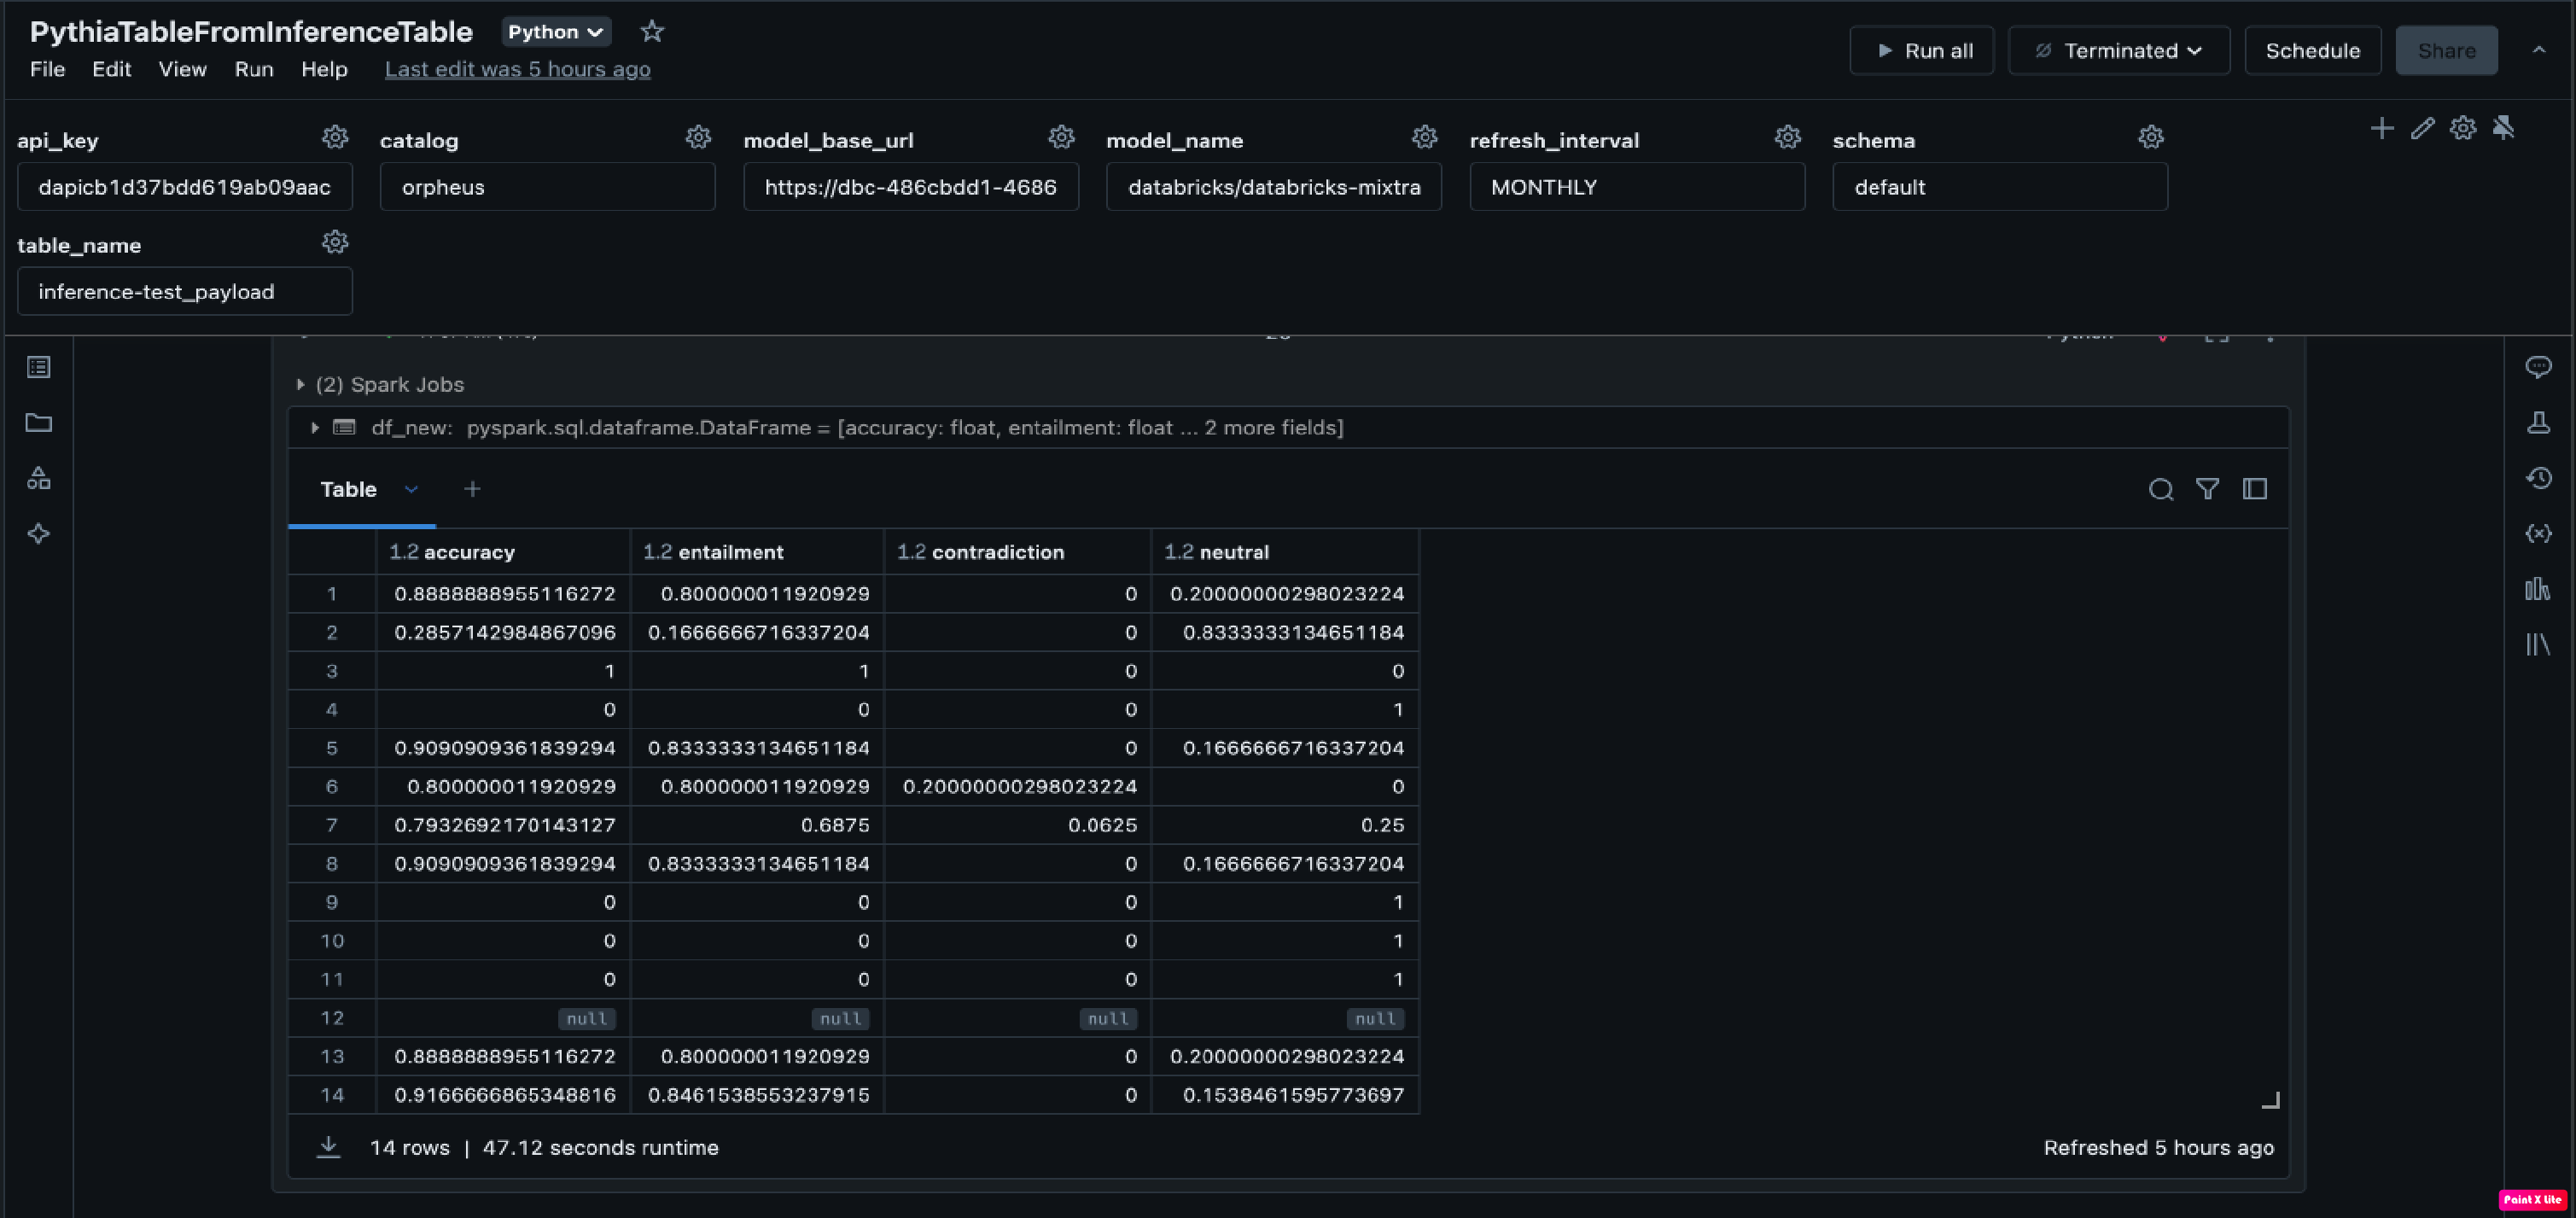 PythiaTableFromInferenceTable Python
File Edit View Run Help Last edit was 5 hours ago
Run all Terminated Schedule Share
api_key catalog model_base_url model_name refresh_interval schema
dapicb1d37bdd619ab09aac orpheus https://dbc-486cbdd1-4686 databricks/databricks-mixtra MONTHLY default
table_name
inference-test_payload
(2) Spark Jobs
df_new: pyspark.sql.dataframe.DataFrame = [accuracy: float, entailment: float ... 2 more fields]
Table
1.2 accuracy 1.2 entailment 1.2 contradiction 1.2 neutral
1 0.8888888955116272 0.800000011920929 0 0.20000000298023224
2 0.2857142984867096 0.1666666716337204 0 0.8333333134651184
3 1 1 0 0
4 0 0 0 1
5 0.9090909361839294 0.8333333134651184 0 0.1666666716337204
6 0.800000011920929 0.800000011920929 0.20000000298023224 0
7 0.7932692170143127 0.6875 0.0625 0.25
8 0.9090909361839294 0.8333333134651184 0 0.1666666716337204
9 0 0 0 1
10 0 0 0 1
11 0 0 0 1
12 null null null null
13 0.8888888955116272 0.800000011920929 0 0.20000000298023224
14 0.9166666865348816 0.8461538553237915 0 0.1538461595773697
14 rows | 47.12 seconds runtime Refreshed 5 hours ago
Paint X lite